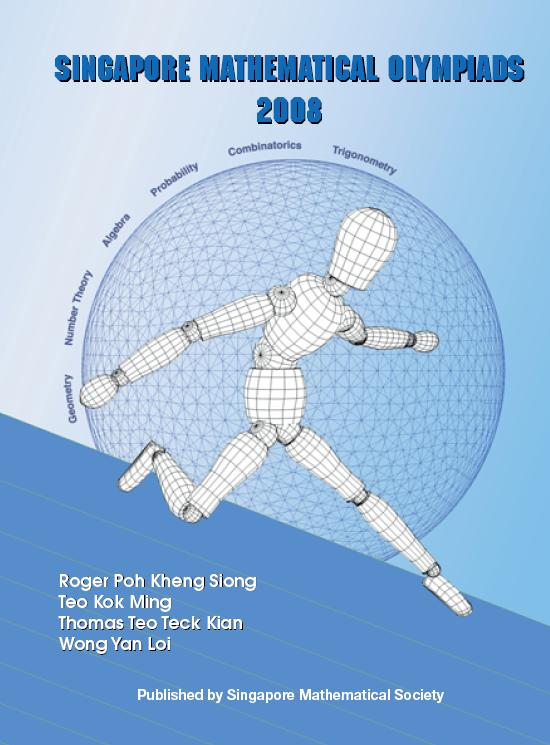 SINGAPORE MATHEMATICAL OLYMPIADS
2008
Geometry
Number Theory
Algebra
Probability
Combinatorics
Trigonometry
Roger Poh Kheng Siong
Teo Kok Ming
Thomas Teo Teck Kian
Wong Yan Loi
Published by Singapore Mathematical Society